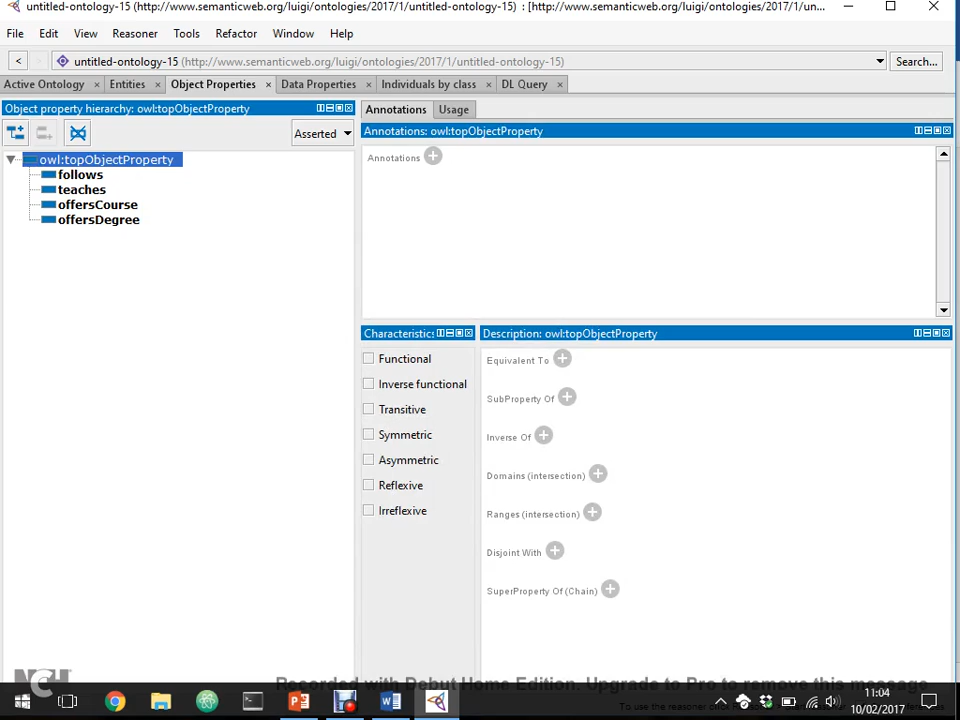 untitled-ontology-15 (http://www.semanticweb.org/luigi/ontologies/2017/1/untitled-ontology-15) : [http://www.semanticweb.org/luigi/ontologies/2017/1/un...
File Edit View Reasoner Tools Refactor Window Help
< > untitled-ontology-15 (http://www.semanticweb.org/luigi/ontologies/2017/1/untitled-ontology-15) Search...
Active Ontology × Entities × Object Properties × Data Properties × Individuals by class × DL Query ×
Object property hierarchy: owl:topObjectProperty
Asserted
owl:topObjectProperty
follows
teaches
offersCourse
offersDegree
Annotations Usage
Annotations: owl:topObjectProperty
Annotations
Characteristics
Functional
Inverse functional
Transitive
Symmetric
Asymmetric
Reflexive
Irreflexive
Description: owl:topObjectProperty
Equivalent To
SubProperty Of
Inverse Of
Domains (intersection)
Ranges (intersection)
Disjoint With
SuperProperty Of (Chain)
NCH
Recorded with Debut Home Edition. Upgrade to Pro to remove this message
11:04
10/02/2017